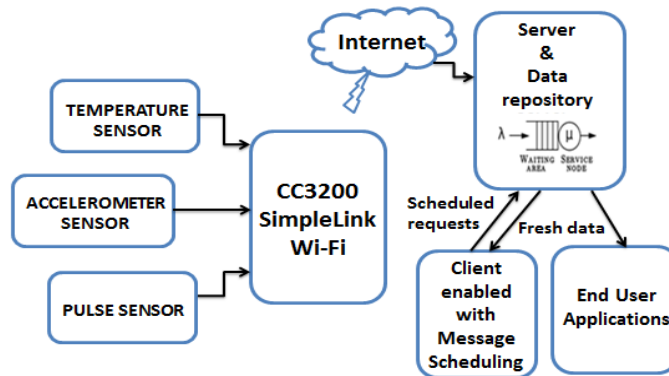 Internet
Server
&
Data
repository
λ
μ
WAITING
AREA
SERVICE
NODE
TEMPERATURE
SENSOR
ACCELEROMETER
SENSOR
PULSE SENSOR
CC3200
SimpleLink
Wi-Fi
Scheduled
requests
Fresh data
Client
enabled
with
Message
Scheduling
End User
Applications